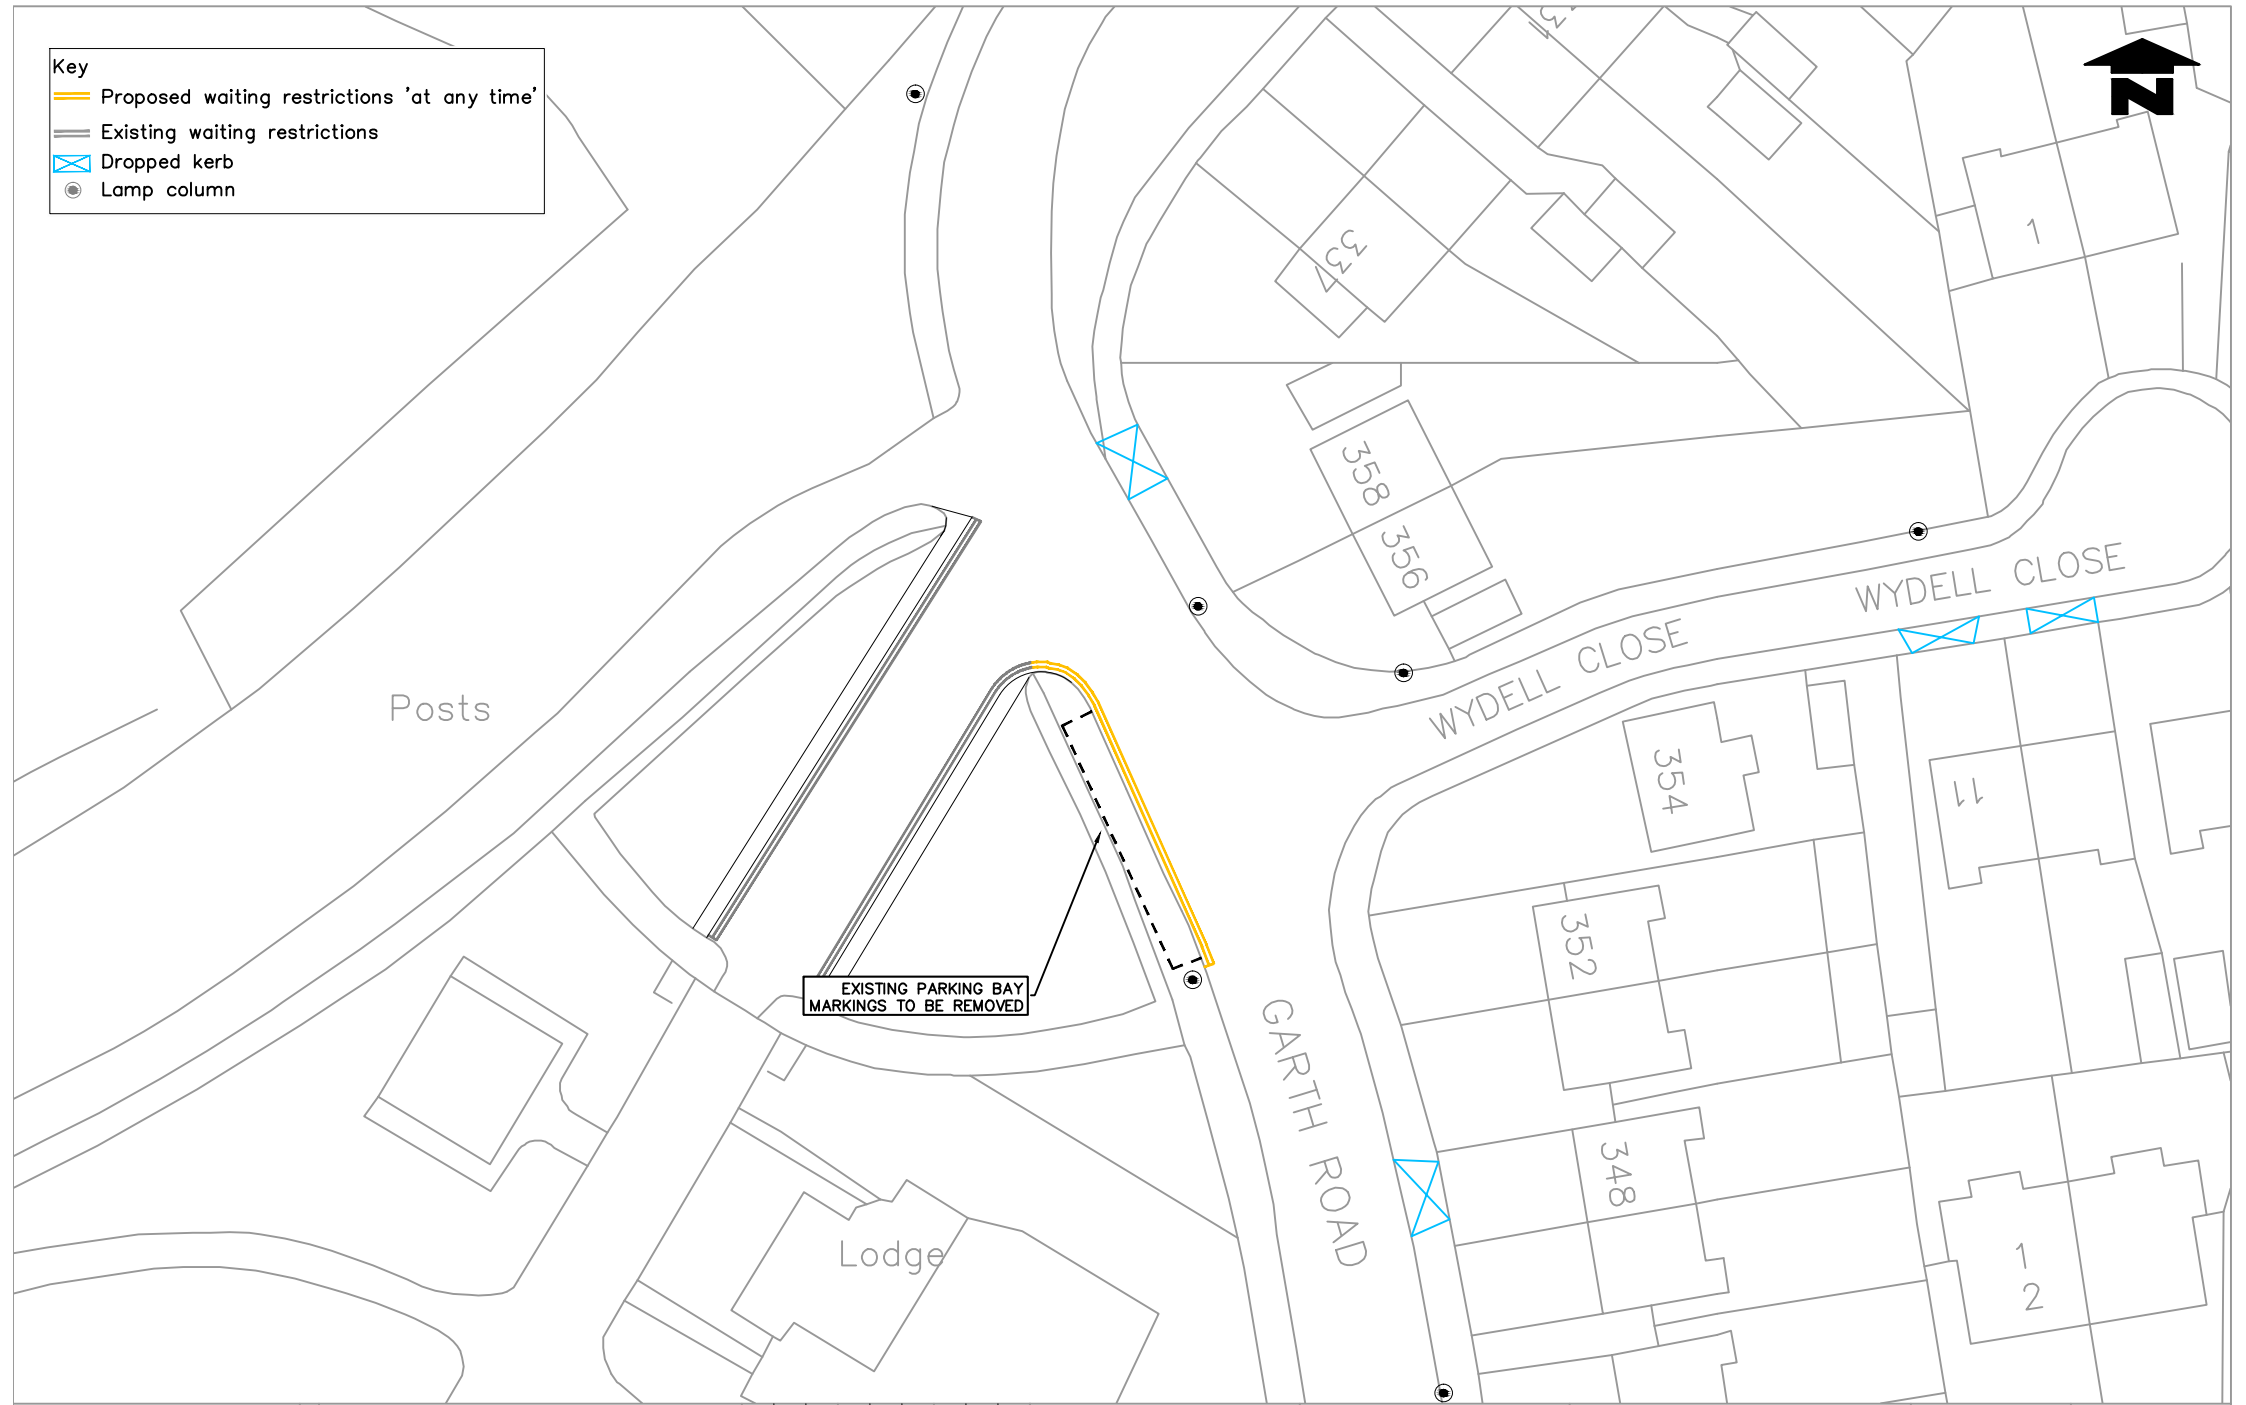 Key
Proposed waiting restrictions 'at any time'
Existing waiting restrictions
Dropped kerb
Lamp column
N
1
337
358
356
WYDELL CLOSE
WYDELL CLOSE
Posts
354
11
352
EXISTING PARKING BAY
MARKINGS TO BE REMOVED
GARTH ROAD
348
Lodge
1
2